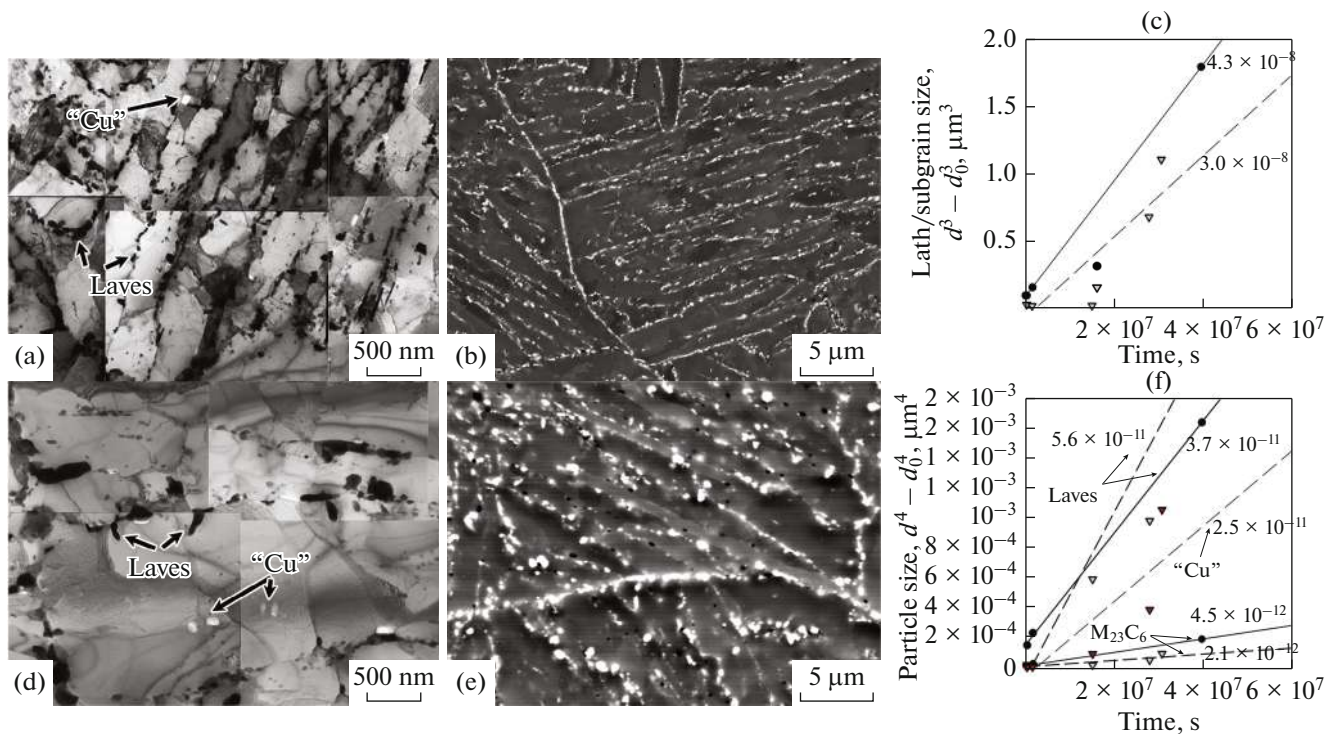 “Cu”
Laves
(a)
500 nm
(b)
5 μm
(c)
Lath/subgrain size,
d³ – d₀³, μm³
2.0
1.5
1.0
0.5
4.3 × 10⁻⁸
3.0 × 10⁻⁸
2 × 10⁷ 4 × 10⁷ 6 × 10⁷
Time, s
Laves
“Cu”
(d)
500 nm
(e)
5 μm
(f)
Particle size, d⁴ – d₀⁴, μm⁴
2 × 10⁻³
2 × 10⁻³
1 × 10⁻³
1 × 10⁻³
10⁻³
8 × 10⁻⁴
6 × 10⁻⁴
4 × 10⁻⁴
2 × 10⁻⁴
0
5.6 × 10⁻¹¹
3.7 × 10⁻¹¹
Laves
2.5 × 10⁻¹¹
“Cu”
4.5 × 10⁻¹²
M₂₃C₆
2.1 × 10⁻¹²
2 × 10⁷ 4 × 10⁷ 6 × 10⁷
Time, s